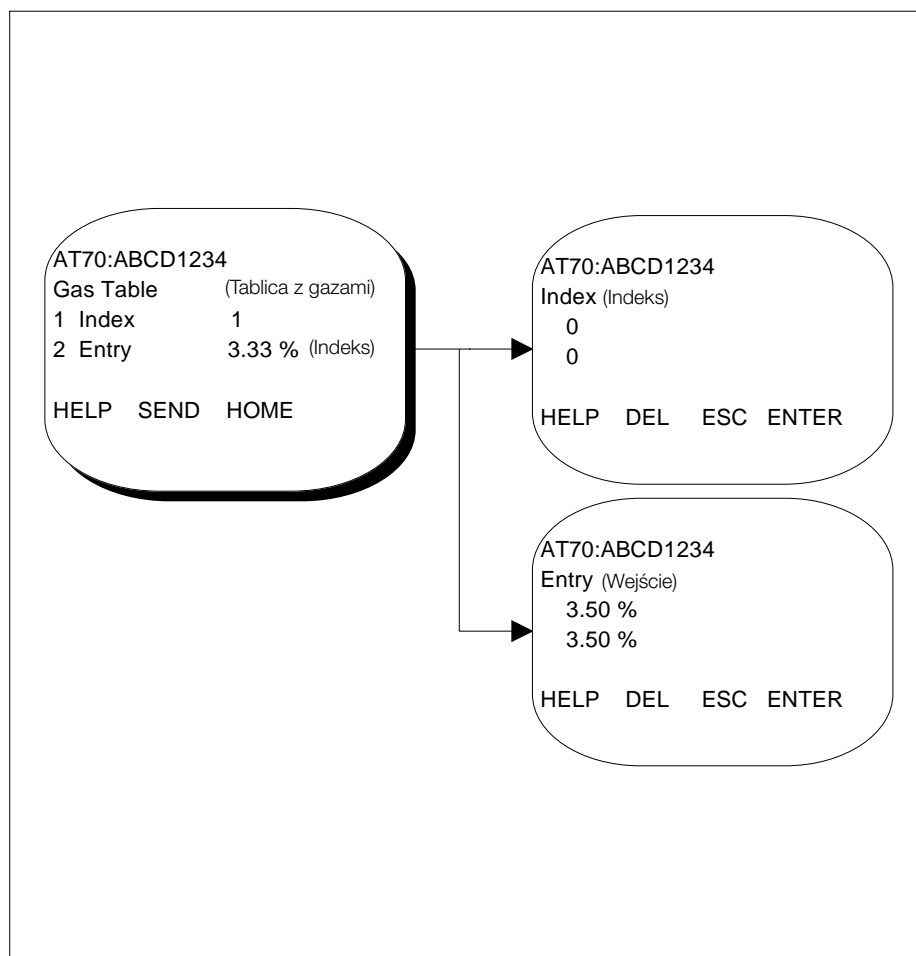 AT70:ABCD1234
Gas Table (Tablica z gazami)
1 Index 1
2 Entry 3.33 % (Indeks)
HELP SEND HOME
AT70:ABCD1234
Index (Indeks)
0
0
HELP DEL ESC ENTER
AT70:ABCD1234
Entry (Wejście)
3.50 %
3.50 %
HELP DEL ESC ENTER